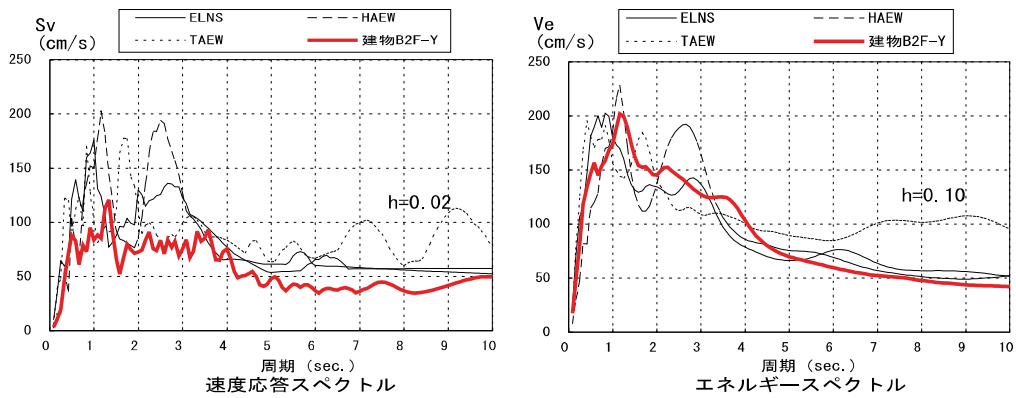 Sv
(cm/s)
ELNS
HAEW
TAEW
建物B2F-Y
250
200
150
100
50
0
h=0.02
0 1 2 3 4 5 6 7 8 9 10
周期 (sec.)
速度応答スペクトル
Ve
(cm/s)
ELNS
HAEW
TAEW
建物B2F-Y
250
200
150
100
50
0
h=0.10
0 1 2 3 4 5 6 7 8 9 10
周期 (sec.)
エネルギースペクトル